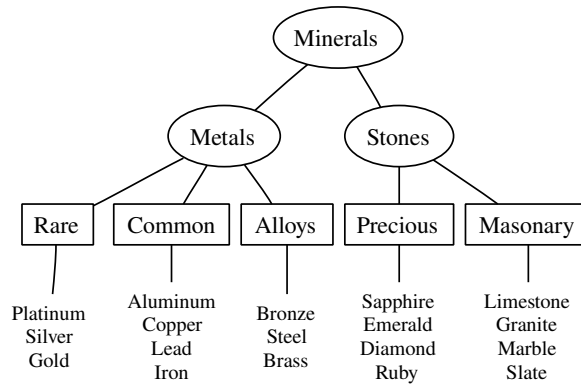 Minerals
Metals
Stones
Rare
Common
Alloys
Precious
Masonary
Platinum
Silver
Gold
Aluminum
Copper
Lead
Iron
Bronze
Steel
Brass
Sapphire
Emerald
Diamond
Ruby
Limestone
Granite
Marble
Slate